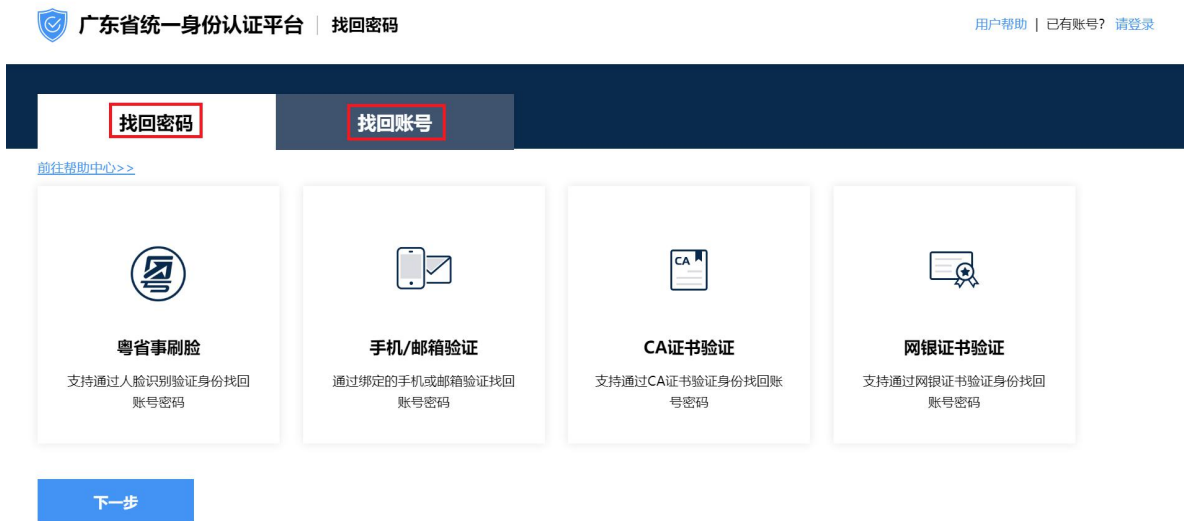 广东省统一身份认证平台 | 找回密码
用户帮助 | 已有账号? 请登录
找回密码 找回账号
前往帮助中心>>
粤
粤省事刷脸
支持通过人脸识别验证身份找回
账号密码
手机/邮箱验证
通过绑定的手机或邮箱验证找回
账号密码
CA
CA证书验证
支持通过CA证书验证身份找回账
号密码
网银证书验证
支持通过网银证书验证身份找回
账号密码
下一步